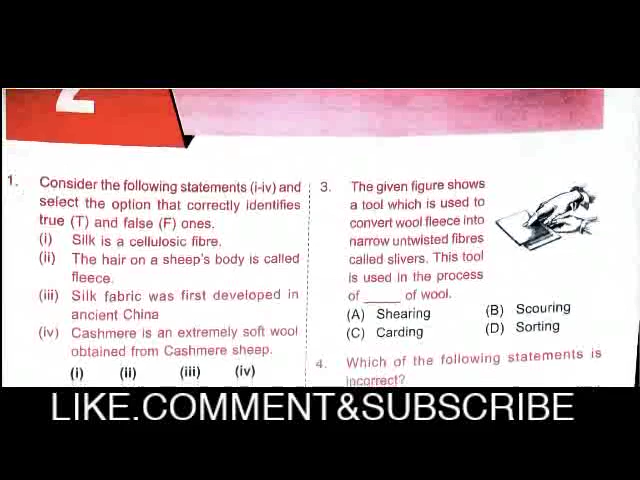 2
1. Consider the following statements (i-iv) and
select the option that correctly identifies
true (T) and false (F) ones.
(i) Silk is a cellulosic fibre.
(ii) The hair on a sheep's body is called
fleece.
(iii) Silk fabric was first developed in
ancient China
(iv) Cashmere is an extremely soft wool
obtained from Cashmere sheep.
(i) (ii) (iii) (iv)
3. The given figure shows
a tool which is used to
convert wool fleece into
narrow untwisted fibres
called slivers. This tool
is used in the process
of _____ of wool.
(A) Shearing (B) Scouring
(C) Carding (D) Sorting
4. Which of the following statements is
incorrect?
LIKE.COMMENT&SUBSCRIBE